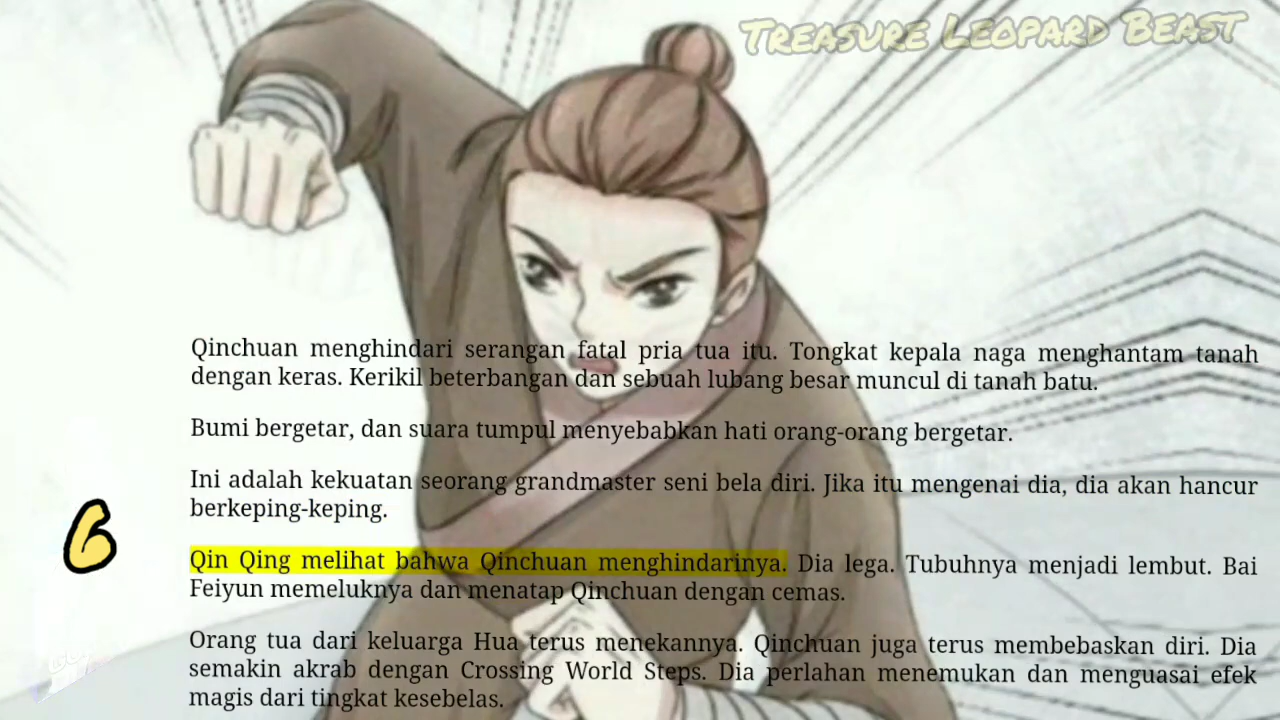 TREASURE LEOPARD BEAST
Qinchuan menghindari serangan fatal pria tua itu. Tongkat kepala naga menghantam tanah
dengan keras. Kerikil beterbangan dan sebuah lubang besar muncul di tanah batu.
Bumi bergetar, dan suara tumpul menyebabkan hati orang-orang bergetar.
Ini adalah kekuatan seorang grandmaster seni bela diri. Jika itu mengenai dia, dia akan hancur
berkeping-keping.
6
Qin Qing melihat bahwa Qinchuan menghindarinya. Dia lega. Tubuhnya menjadi lembut. Bai
Feiyun memeluknya dan menatap Qinchuan dengan cemas.
Orang tua dari keluarga Hua terus menekannya. Qinchuan juga terus membebaskan diri. Dia
semakin akrab dengan Crossing World Steps. Dia perlahan menemukan dan menguasai efek
magis dari tingkat kesebelas.